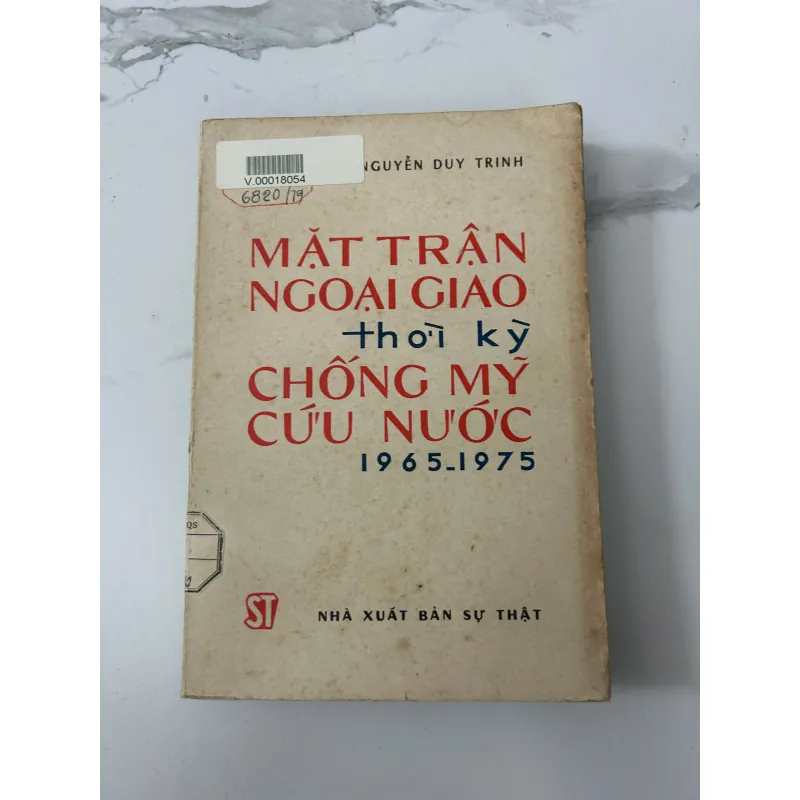 V.00018054
NGUYỄN DUY TRINH
6820/79
MẶT TRẬN
NGOẠI GIAO
thời kỳ
CHỐNG MỸ
CỨU NƯỚC
1965-1975
QS
ST
NHÀ XUẤT BẢN SỰ THẬT